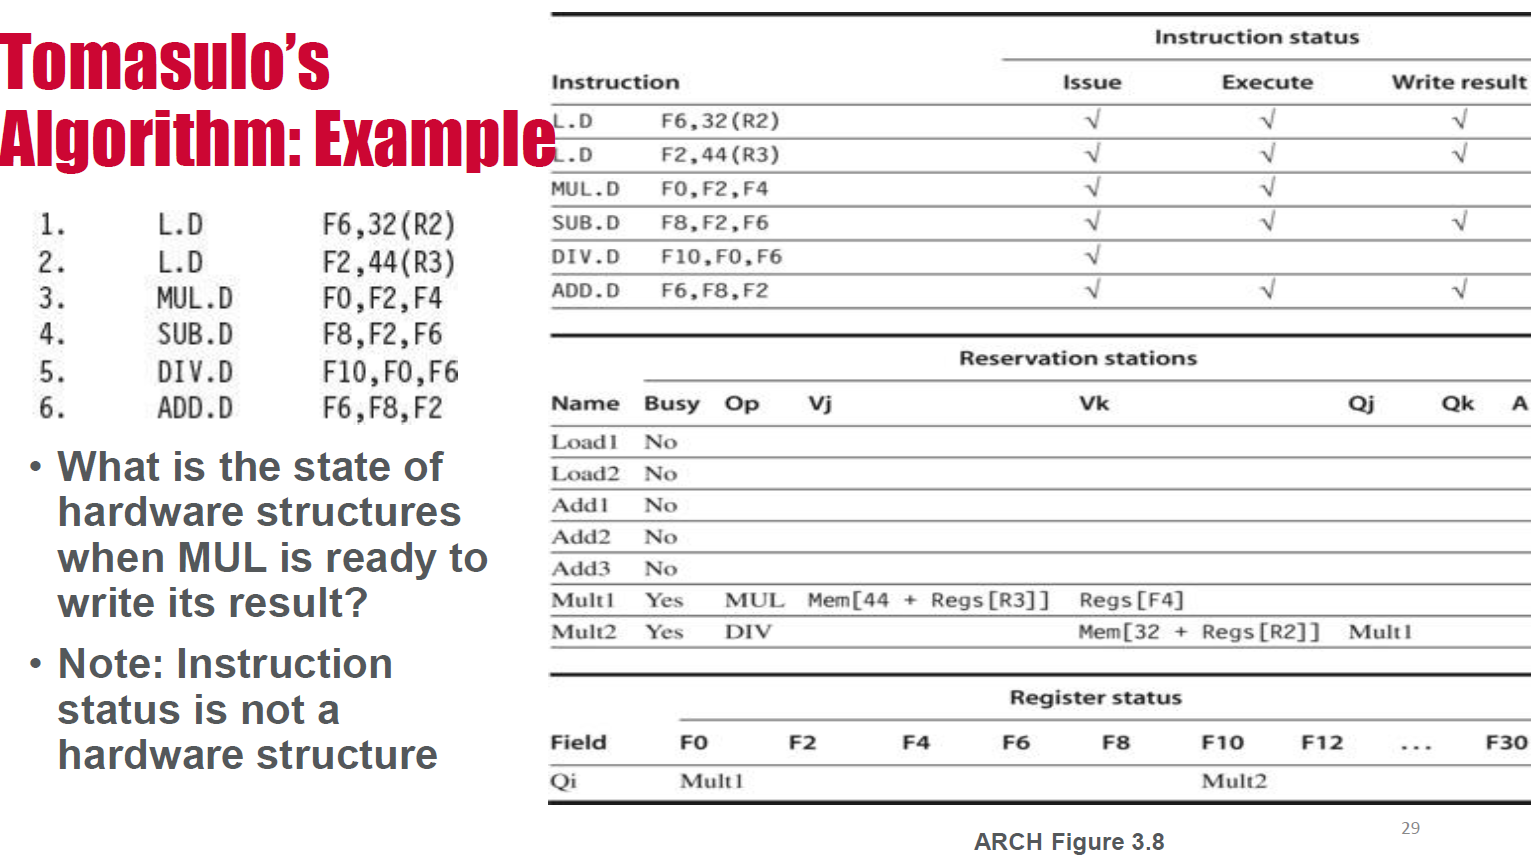 Tomasulo's
Algorithm: Example
1. L.D F6,32(R2)
2. L.D F2,44(R3)
3. MUL.D F0,F2,F4
4. SUB.D F8,F2,F6
5. DIV.D F10,F0,F6
6. ADD.D F6,F8,F2
• What is the state of
hardware structures
when MUL is ready to
write its result?
• Note: Instruction
status is not a
hardware structure
Instruction status
Instruction Issue Execute Write result
L.D F6,32(R2) √ √ √
L.D F2,44(R3) √ √ √
MUL.D F0,F2,F4 √ √
SUB.D F8,F2,F6 √ √ √
DIV.D F10,F0,F6 √
ADD.D F6,F8,F2 √ √ √
Reservation stations
Name Busy Op Vj Vk Qj Qk A
Load1 No
Load2 No
Add1 No
Add2 No
Add3 No
Mult1 Yes MUL Mem[44 + Regs[R3]] Regs[F4]
Mult2 Yes DIV Mem[32 + Regs[R2]] Mult1
Register status
Field F0 F2 F4 F6 F8 F10 F12 ... F30
Qi Mult1 Mult2
ARCH Figure 3.8
29